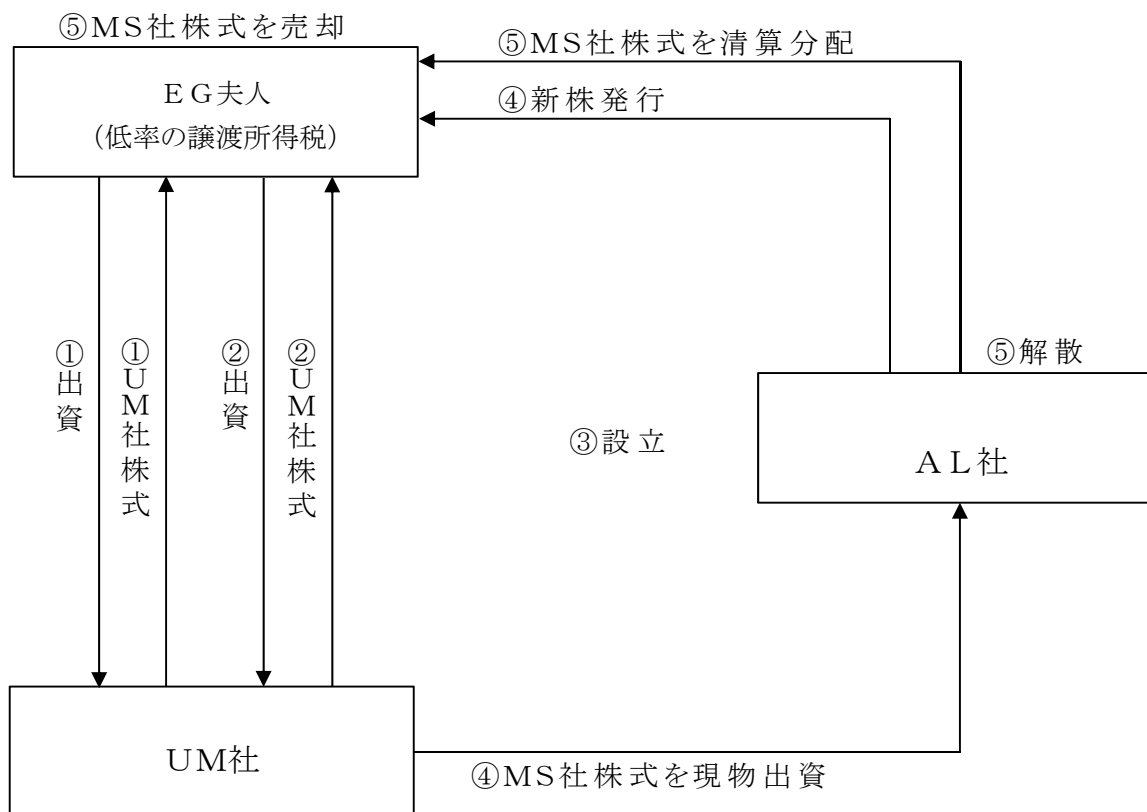 ⑤MS社株式を売却
EG夫人
（低率の譲渡所得税）
⑤MS社株式を清算分配
④新株発行
①出資
①UM社株式
②出資
②UM社株式
③設立
⑤解散
AL社
UM社
④MS社株式を現物出資